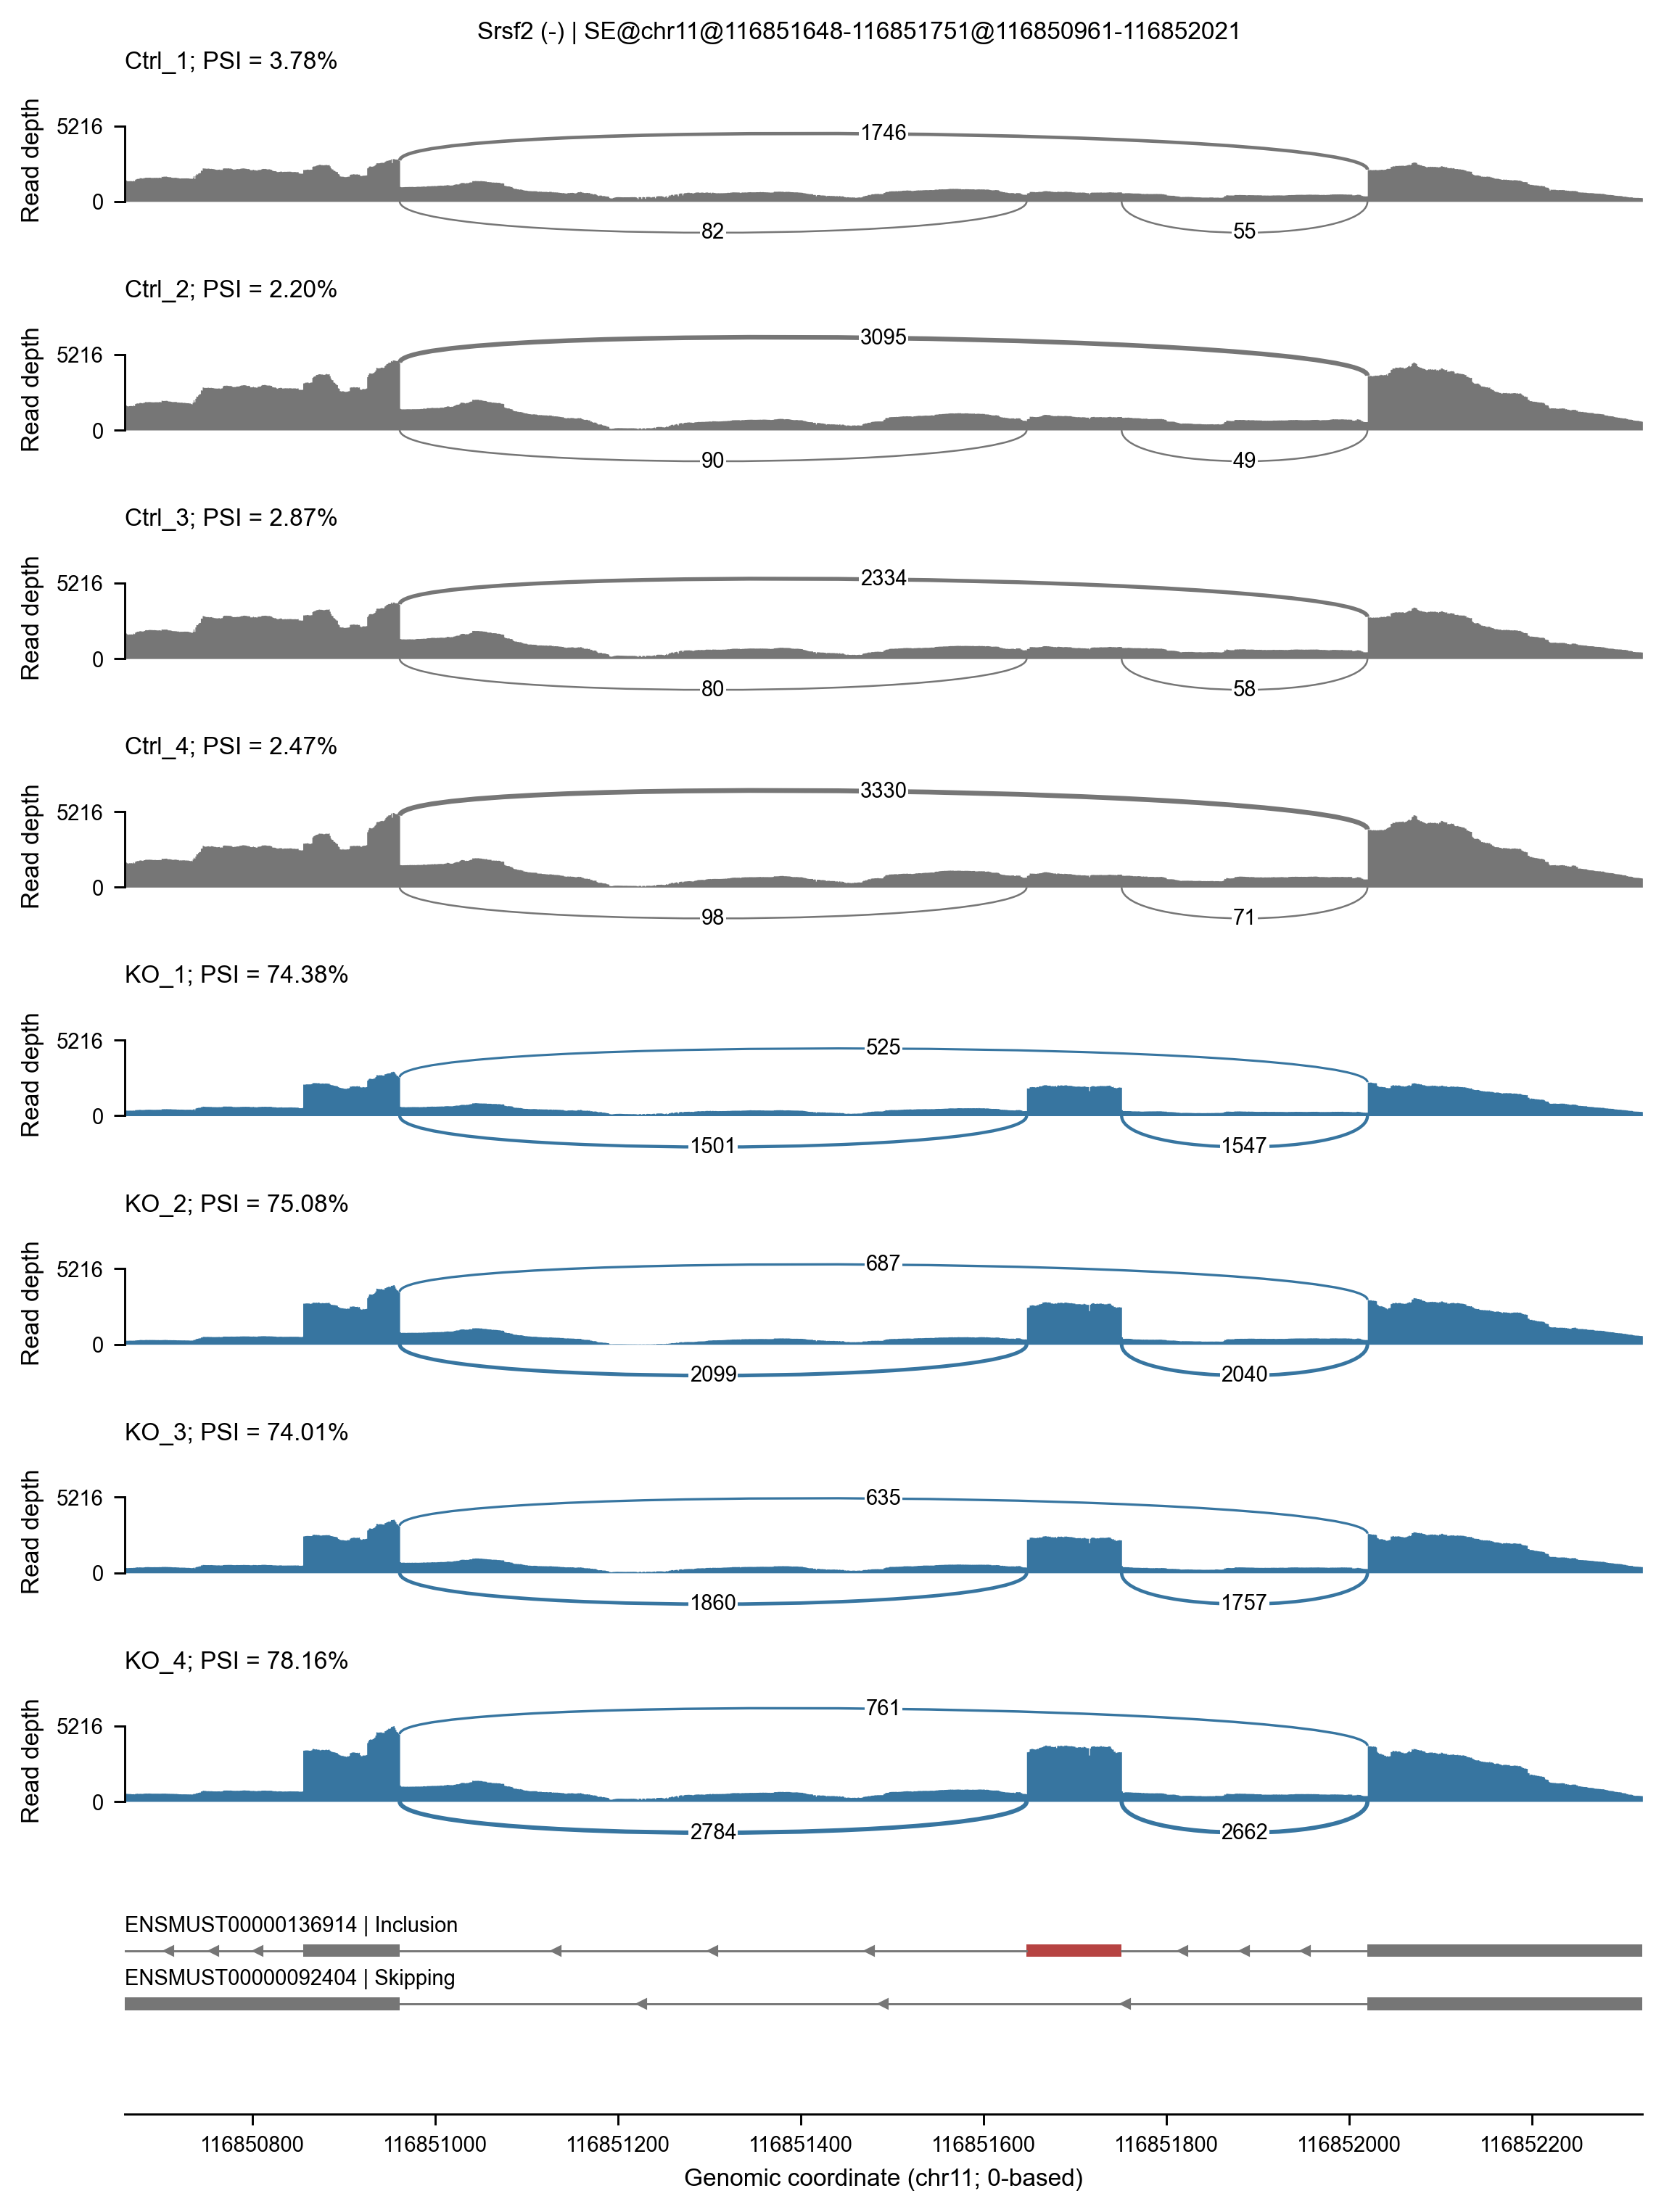 Srsf2 (-) | SE@chr11@116851648-116851751@116850961-116852021
Ctrl_1; PSI = 3.78%
Read depth
5216
0
1746
82
55
Ctrl_2; PSI = 2.20%
Read depth
5216
0
3095
90
49
Ctrl_3; PSI = 2.87%
Read depth
5216
0
2334
80
58
Ctrl_4; PSI = 2.47%
Read depth
5216
0
3330
98
71
KO_1; PSI = 74.38%
Read depth
5216
0
525
1501
1547
KO_2; PSI = 75.08%
Read depth
5216
0
687
2099
2040
KO_3; PSI = 74.01%
Read depth
5216
0
635
1860
1757
KO_4; PSI = 78.16%
Read depth
5216
0
761
2784
2662
ENSMUST00000136914 | Inclusion
ENSMUST00000092404 | Skipping
116850800 116851000 116851200 116851400 116851600 116851800 116852000 116852200
Genomic coordinate (chr11; 0-based)